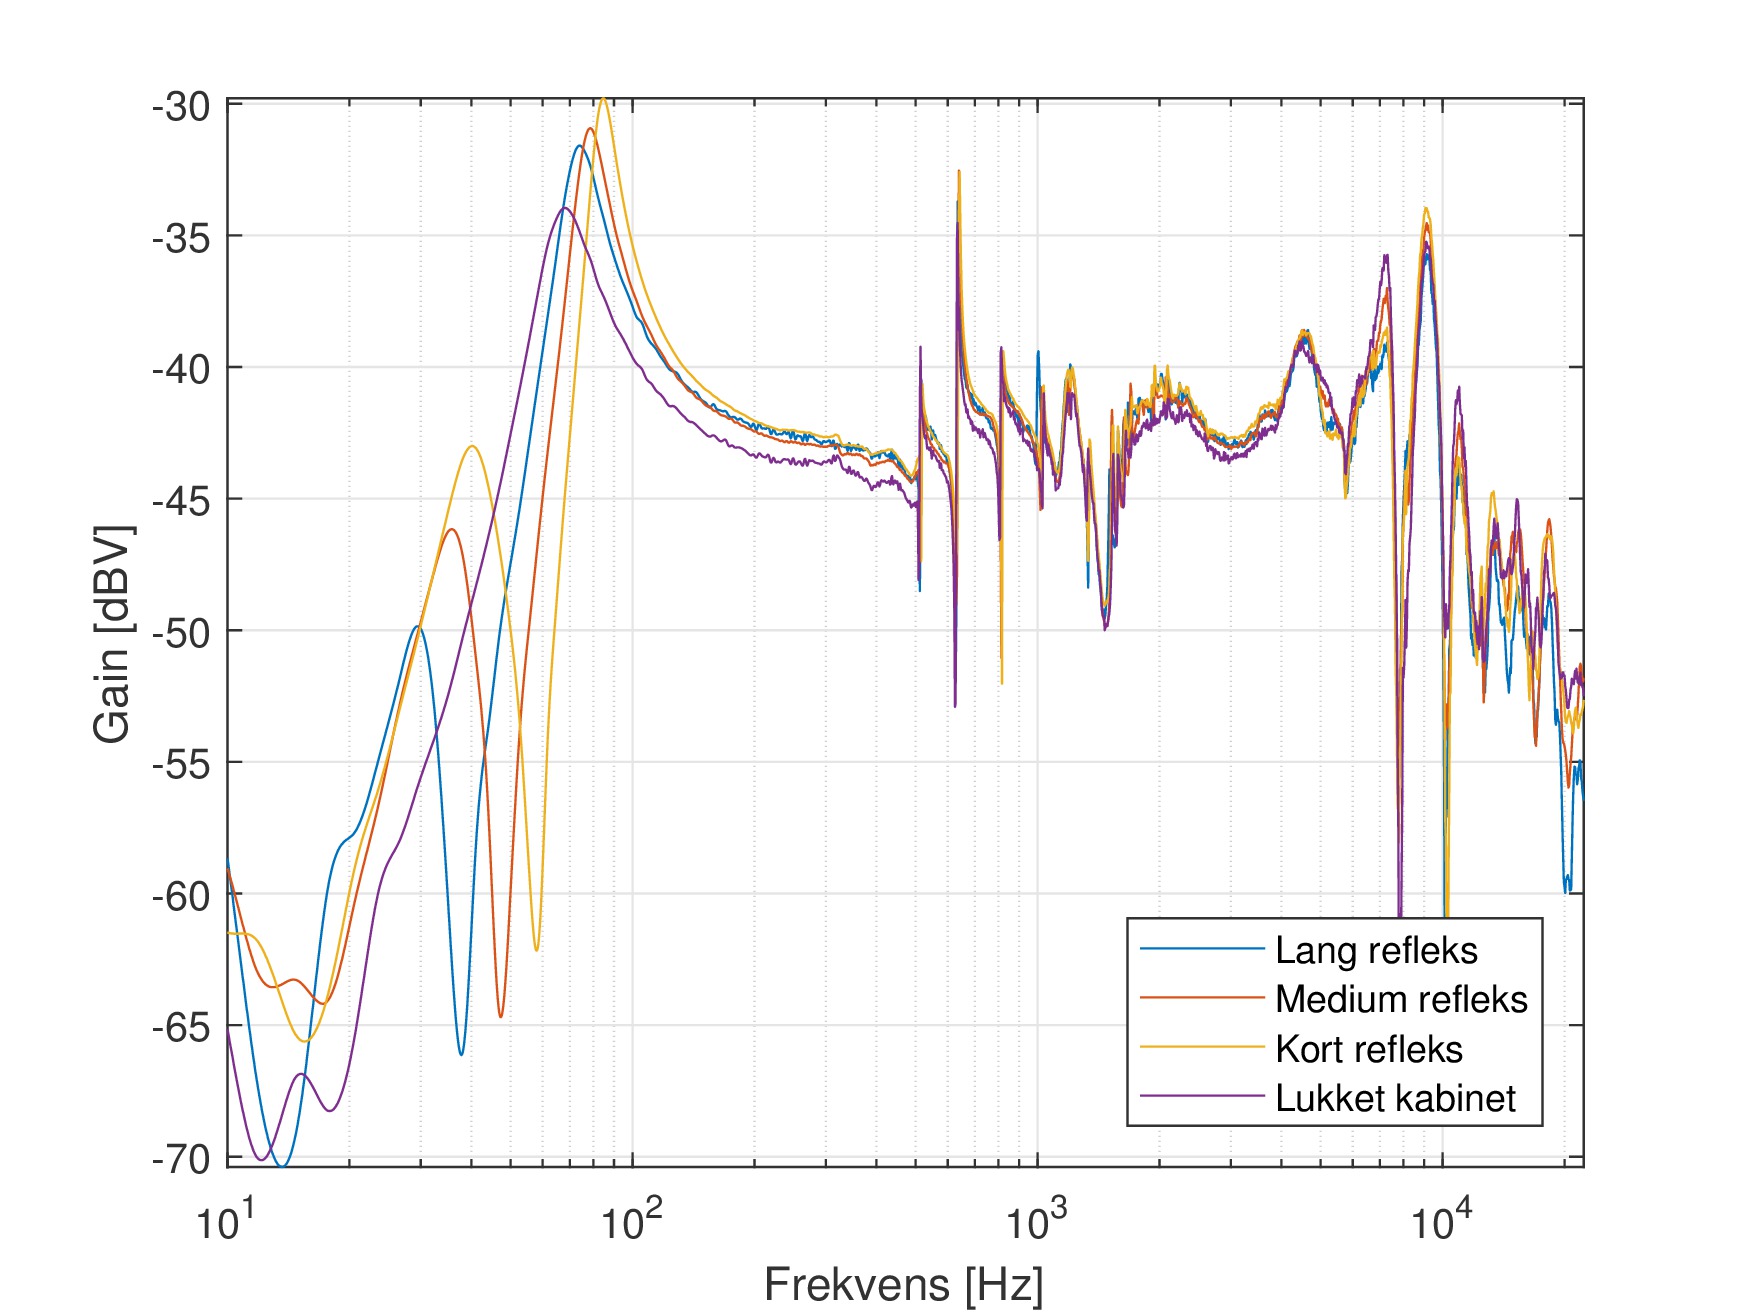 -30
-35
-40
-45
-50
-55
-60
-65
-70
Gain [dBV]
10^1 10^2 10^3 10^4
Frekvens [Hz]
Lang refleks
Medium refleks
Kort refleks
Lukket kabinet